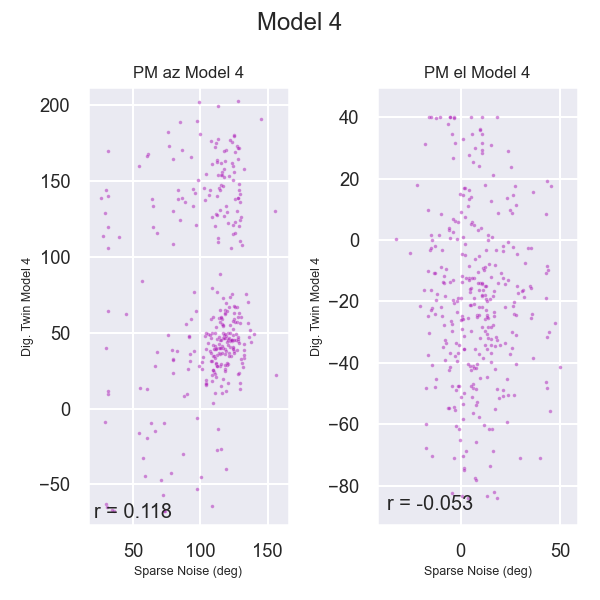 Model 4
PM az Model 4
200
150
100
50
0
−50
Dig. Twin Model 4
r = 0.118
50 100 150
Sparse Noise (deg)
PM el Model 4
40
20
0
−20
−40
−60
−80
Dig. Twin Model 4
r = -0.053
0 50
Sparse Noise (deg)